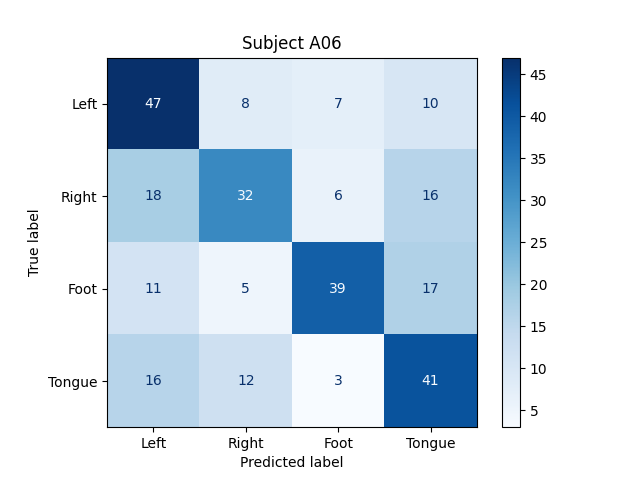 Subject A06
True label
Left 47 8 7 10
Right 18 32 6 16
Foot 11 5 39 17
Tongue 16 12 3 41
Left Right Foot Tongue
Predicted label
45
40
35
30
25
20
15
10
5